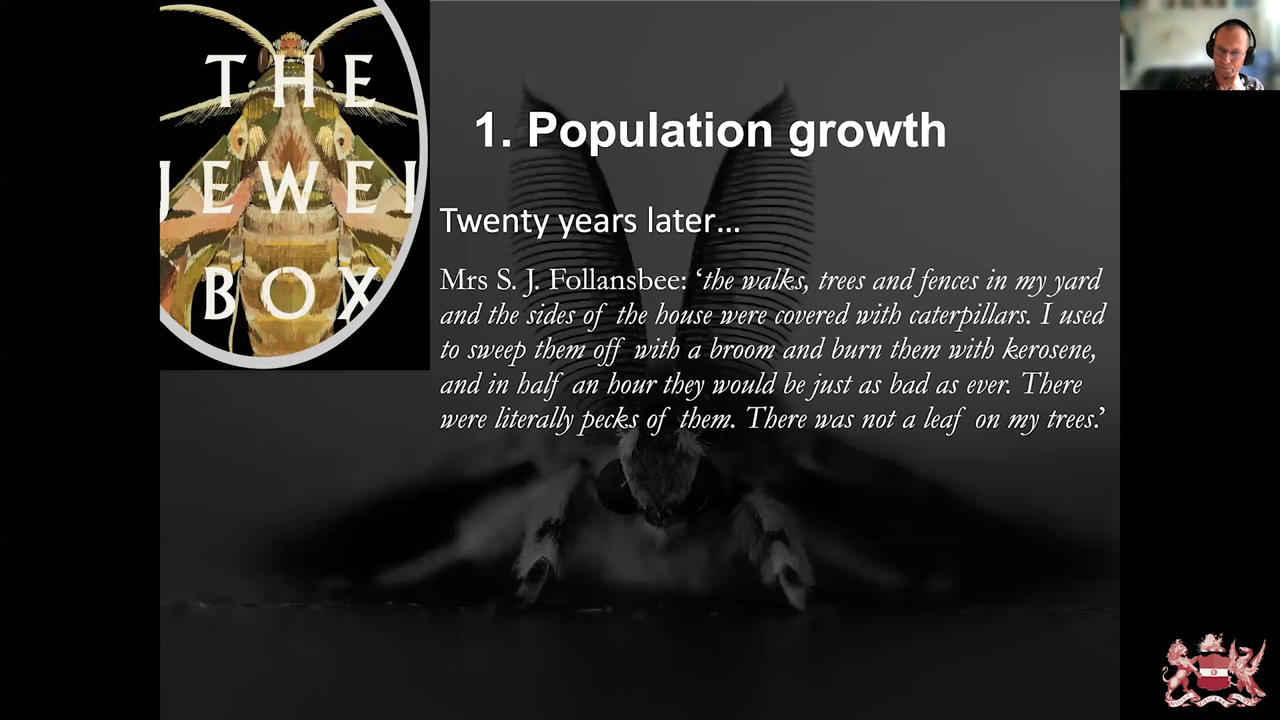 THE
JEWEL
BOX
1. Population growth
Twenty years later…
Mrs S. J. Follansbee: ‘the walks, trees and fences in my yard
and the sides of the house were covered with caterpillars. I used
to sweep them off with a broom and burn them with kerosene,
and in half an hour they would be just as bad as ever. There
were literally pecks of them. There was not a leaf on my trees.’